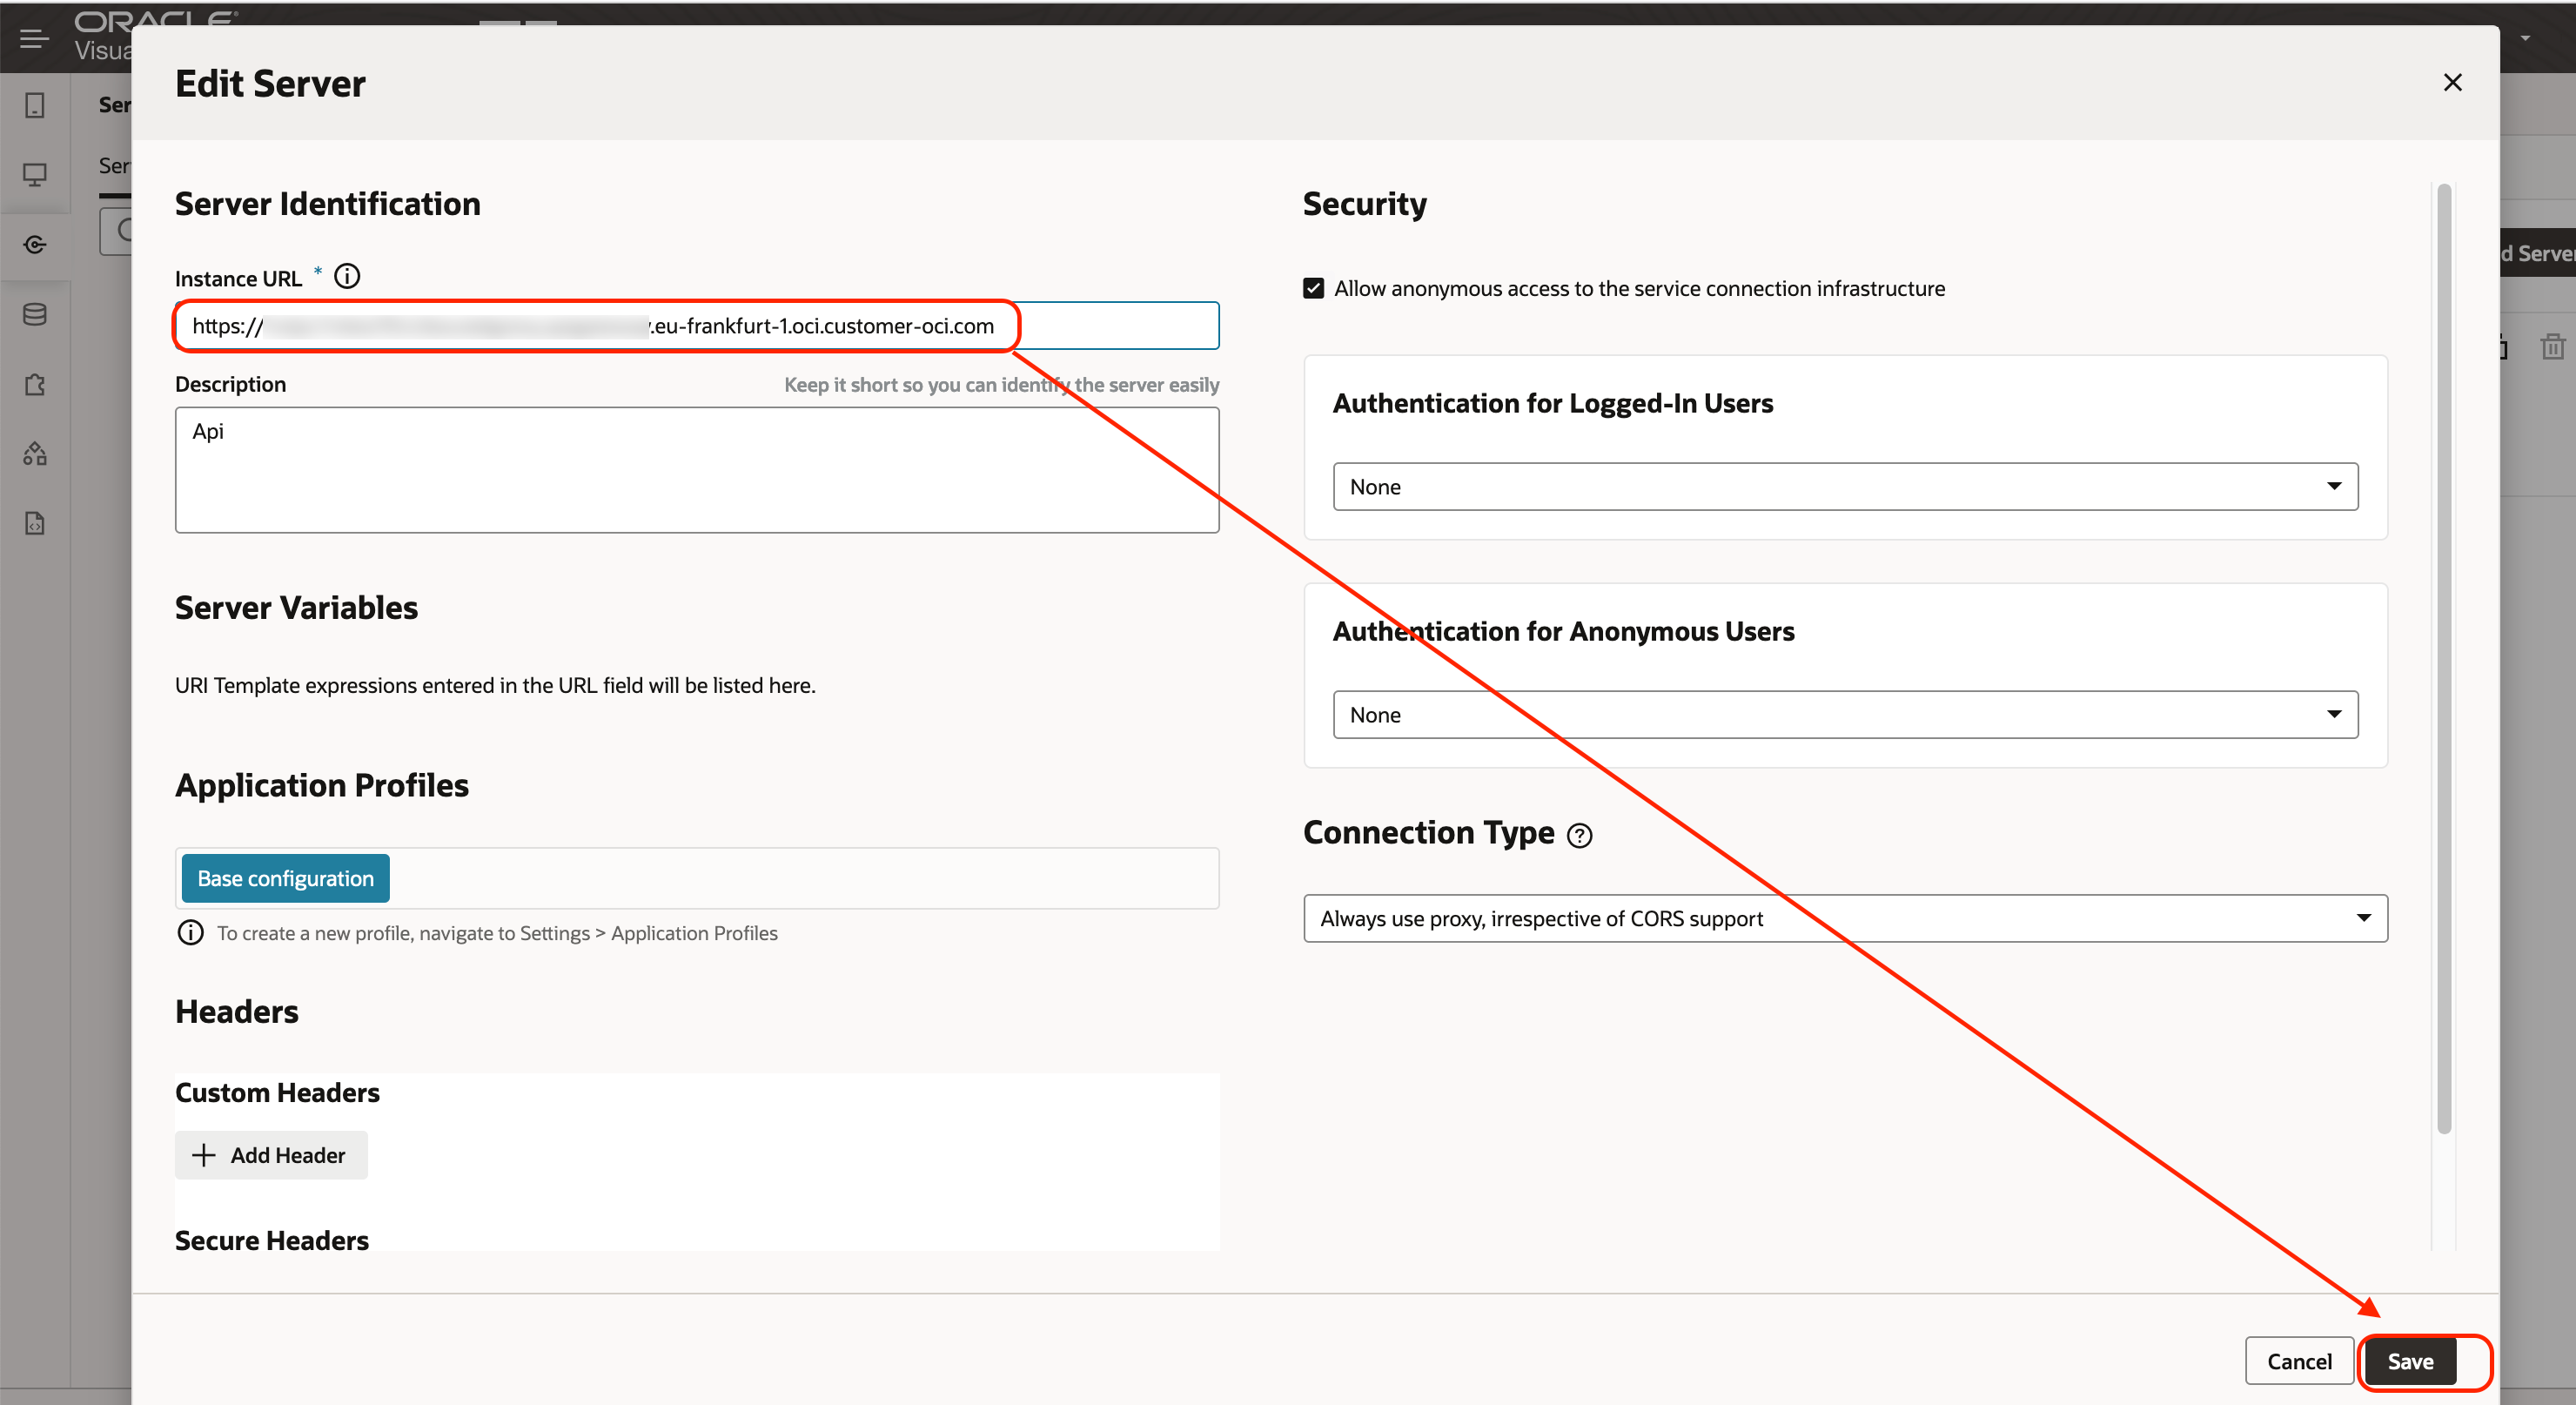 ORACLE
Visua
Edit Server
Ser
Ser
Server Identification
Instance URL *
https:// .eu-frankfurt-1.oci.customer-oci.com
Description
Keep it short so you can identify the server easily
Api
Server Variables
URI Template expressions entered in the URL field will be listed here.
Application Profiles
Base configuration
To create a new profile, navigate to Settings > Application Profiles
Headers
Custom Headers
Add Header
Secure Headers
Security
Allow anonymous access to the service connection infrastructure
Authentication for Logged-In Users
None
Authentication for Anonymous Users
None
Connection Type
Always use proxy, irrespective of CORS support
d Server
Cancel
Save